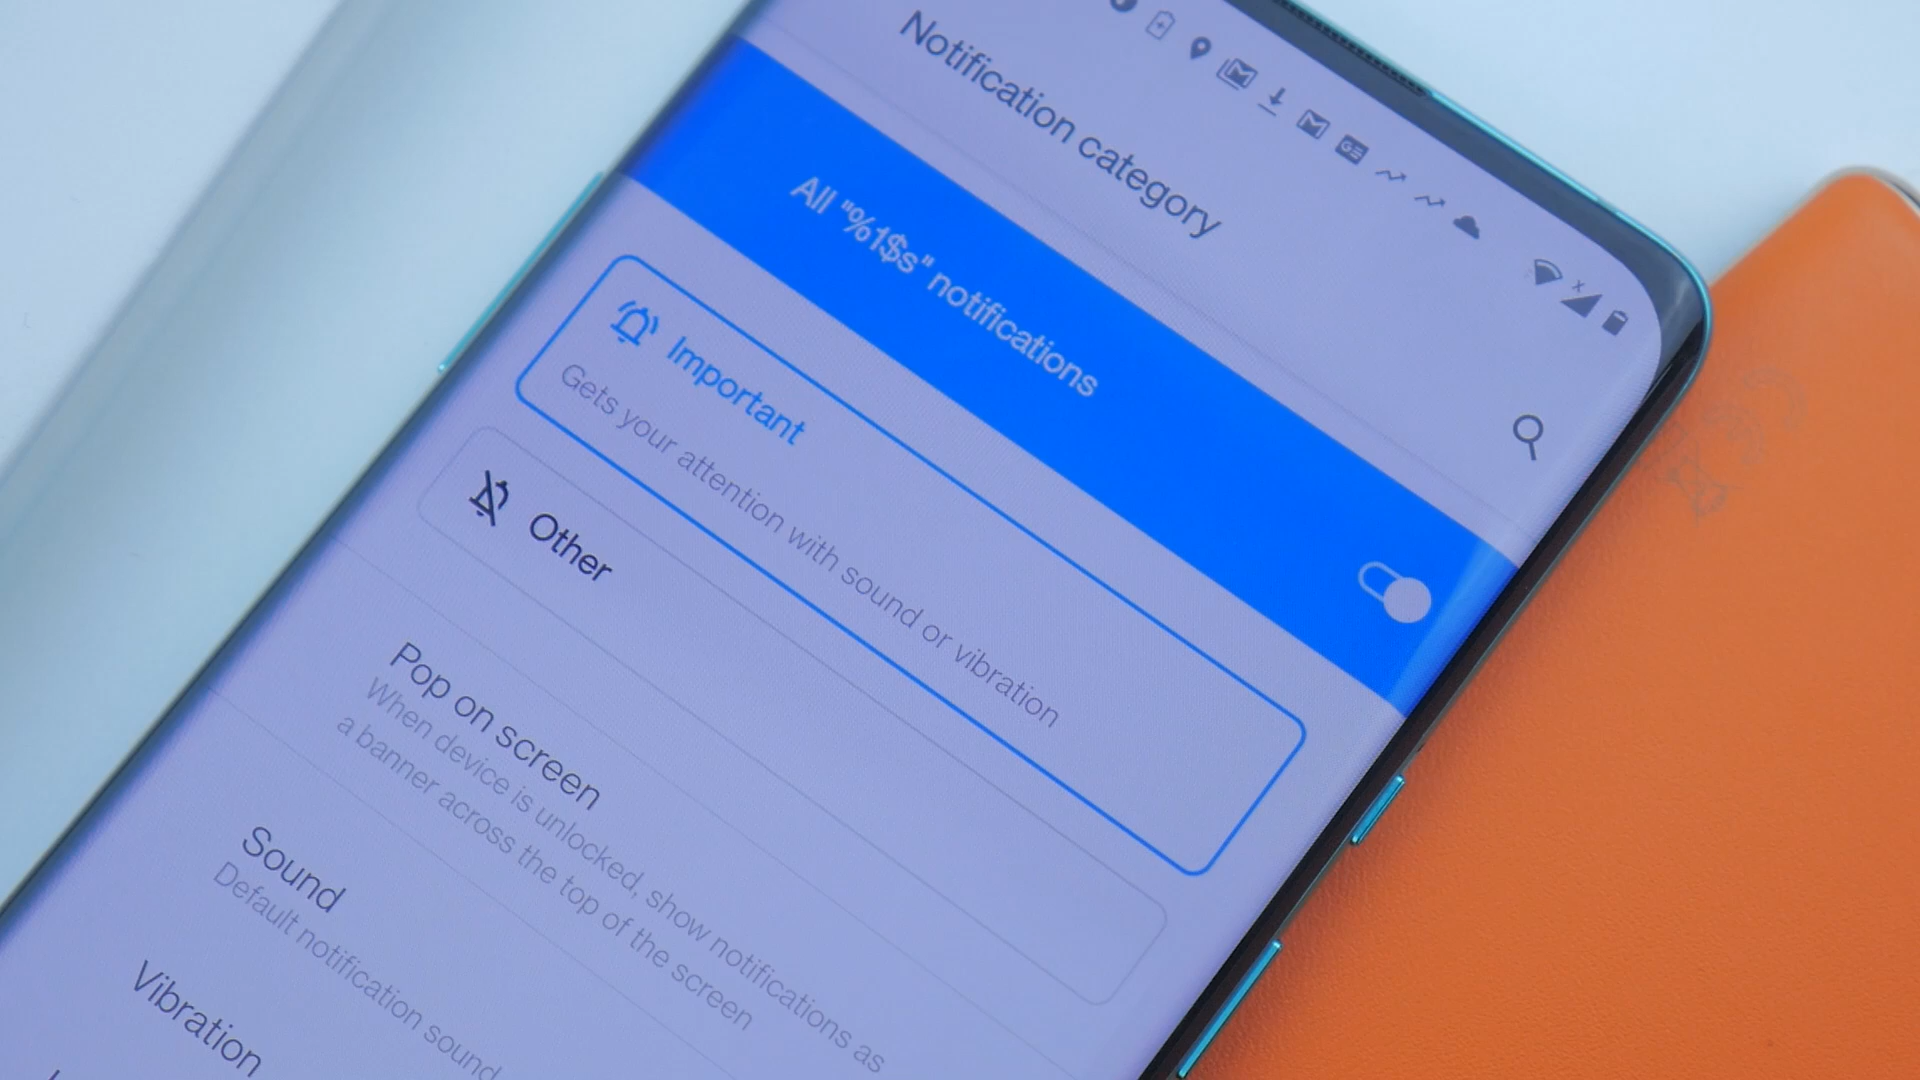 Notification category
All "%1$s" notifications
Important
Gets your attention with sound or vibration
Other
Pop on screen
When device is unlocked, show notifications as
a banner across the top of the screen
Sound
Default notification sound
Vibration